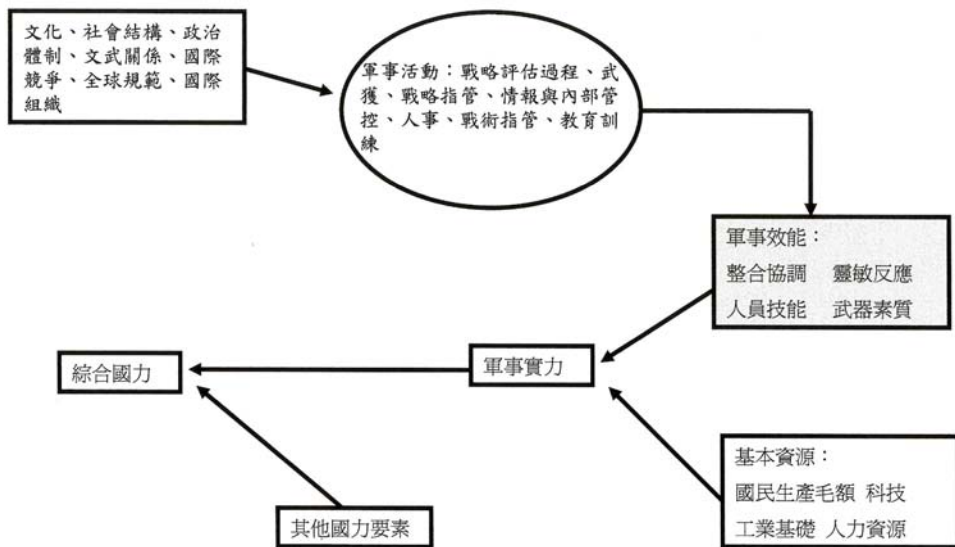 文化、社會結構、政治
體制、文武關係、國際
競爭、全球規範、國際
組織
軍事活動：戰略評估過程、武
獲、戰略指管、情報與內部管
控、人事、戰術指管、教育訓
練
軍事效能：
整合協調 靈敏反應
人員技能 武器素質
綜合國力
軍事實力
基本資源：
國民生產毛額 科技
工業基礎 人力資源
其他國力要素